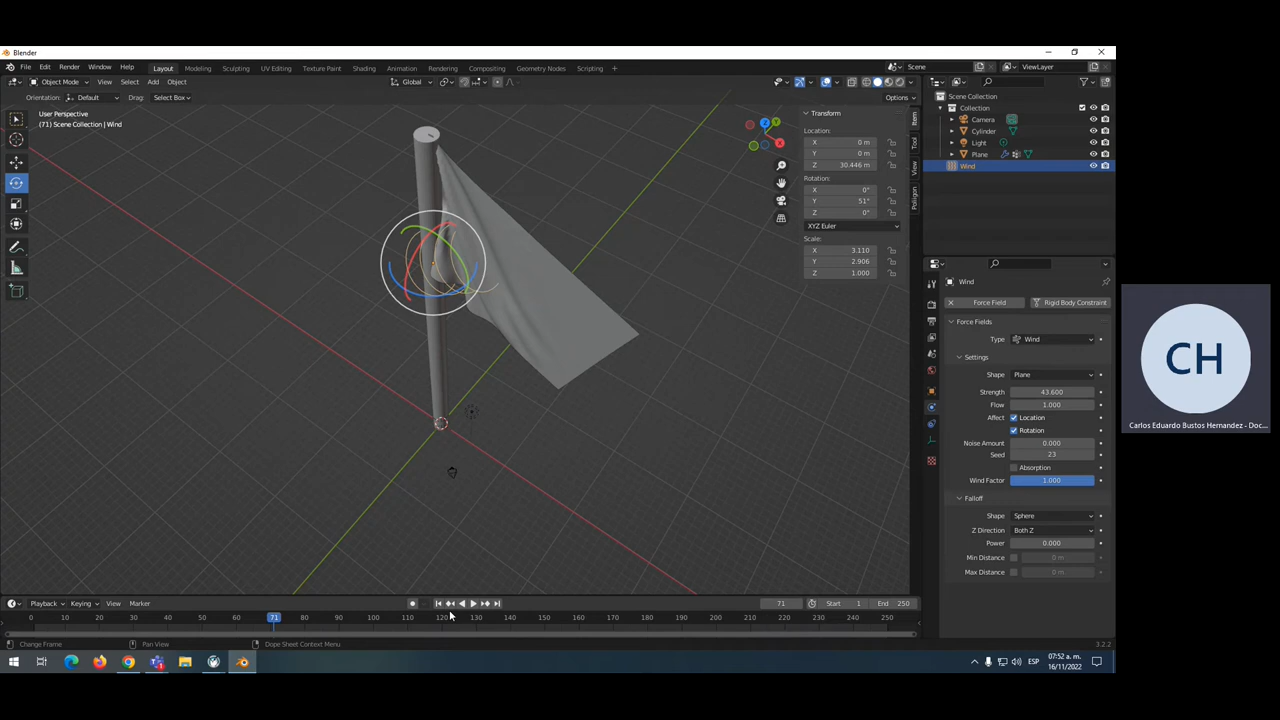 Blender
File Edit Render Window Help Layout Modeling Sculpting UV Editing Texture Paint Shading Animation Rendering Compositing Geometry Nodes Scripting Scene ViewLayer
Object Mode View Select Add Object Global
Orientation: Default Drag: Select Box Options
User Perspective
(71) Scene Collection | Wind
Transform
Location:
X 0 m
Y 0 m
Z 30.446 m
Rotation:
X 0°
Y 51°
Z 0°
XYZ Euler
Scale:
X 3.110
Y 2.906
Z 1.000
Item
Tool
View
Poliigon
Z
Y
X
Scene Collection
Collection
Camera
Cylinder
Light
Plane
Wind
Wind
Force Field Rigid Body Constraint
Force Fields
Type Wind
Settings
Shape Plane
Strength 43.600
Flow 1.000
Affect Location
Rotation
Noise Amount 0.000
Seed 23
Absorption
Wind Factor 1.000
Falloff
Shape Sphere
Z Direction Both Z
Power 0.000
Min Distance 0 m
Max Distance 0 m
CH
Carlos Eduardo Bustos Hernandez - Doc...
Playback Keying View Marker 71 Start 1 End 250
0 10 20 30 40 50 60 71 80 90 100 110 120 130 140 150 160 170 180 190 200 210 220 230 240 250
Change Frame Pan View Dope Sheet Context Menu 3.2.2
ESP 07:52 a. m.
16/11/2022